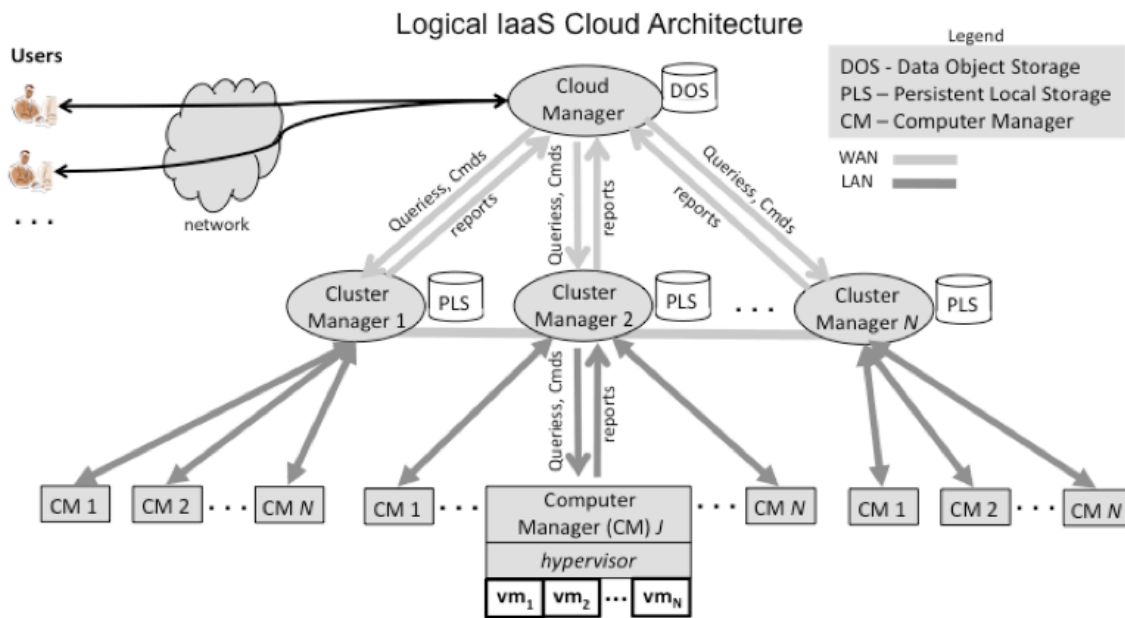 Logical IaaS Cloud Architecture
Users
Legend
DOS - Data Object Storage
PLS – Persistent Local Storage
CM – Computer Manager
WAN
LAN
Cloud
Manager
DOS
network
. . .
Queriess, Cmds
reports
Queriess, Cmds
reports
Queriess, Cmds
reports
Cluster
Manager 1
PLS
Cluster
Manager 2
PLS
. . .
Cluster
Manager N
PLS
Queriess, Cmds
reports
CM 1
CM 2
. . .
CM N
CM 1
. . .
Computer
Manager (CM) J
hypervisor
vm₁
vm₂
...
vm_N
. . .
CM N
CM 1
CM 2
. . .
CM N